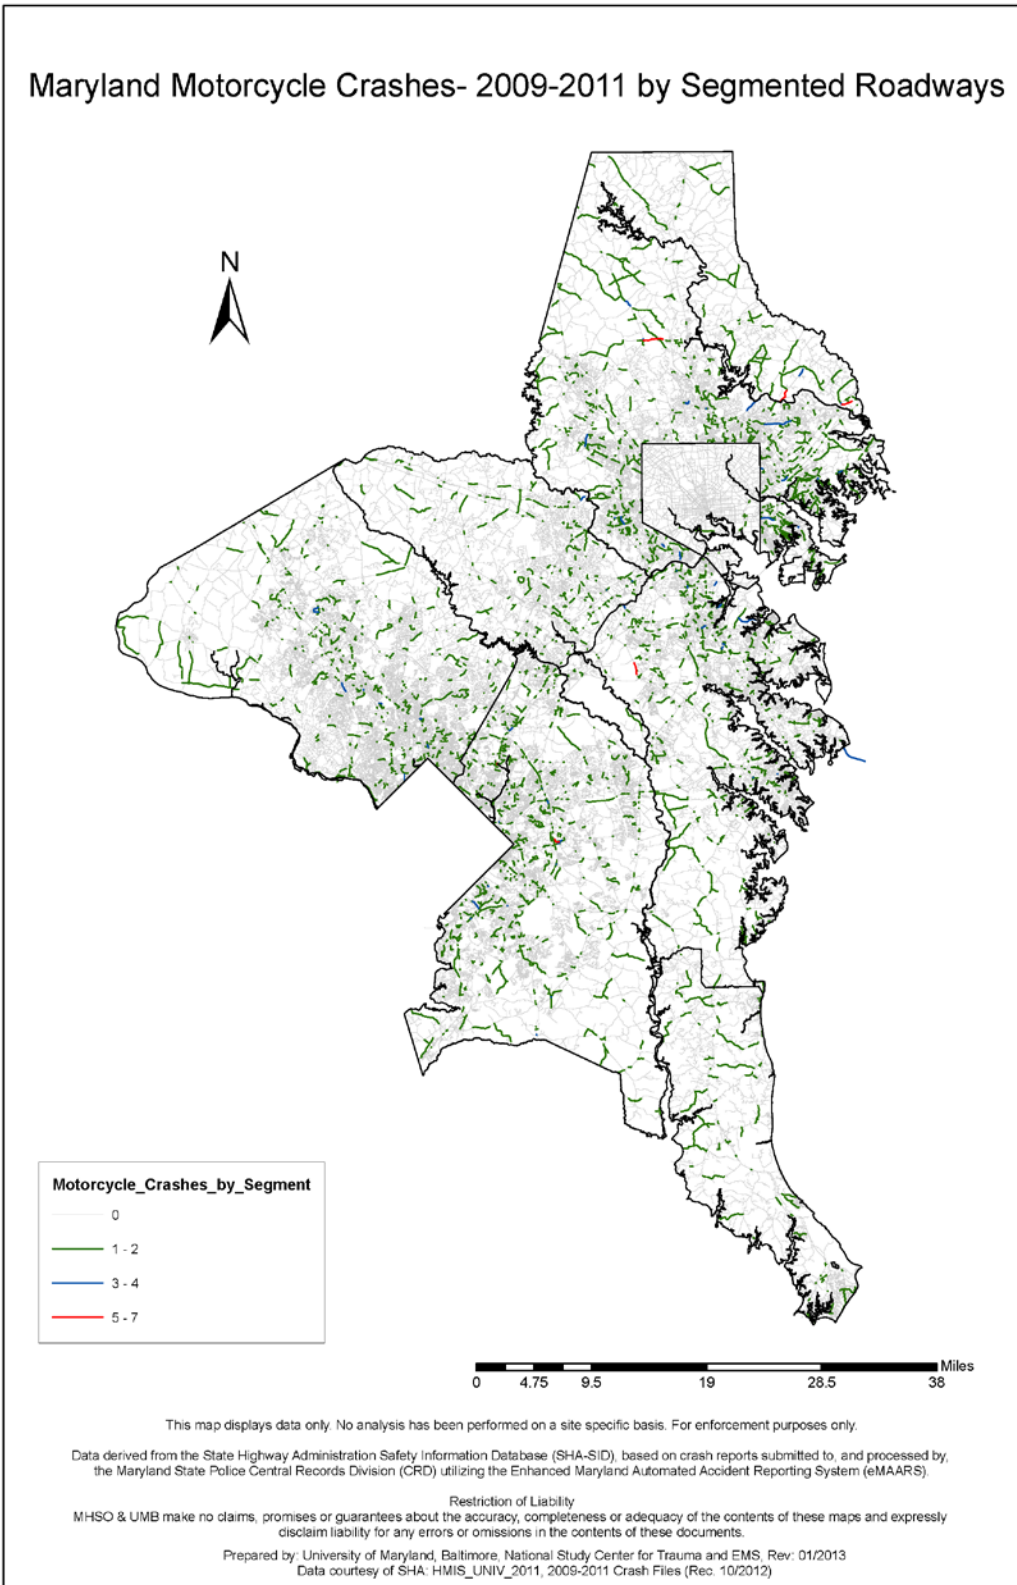 Maryland Motorcycle Crashes- 2009-2011 by Segmented Roadways
N
Motorcycle_Crashes_by_Segment
0
1 - 2
3 - 4
5 - 7
Miles
0 4.75 9.5 19 28.5 38
This map displays data only. No analysis has been performed on a site specific basis. For enforcement purposes only.
Data derived from the State Highway Administration Safety Information Database (SHA-SID), based on crash reports submitted to, and processed by,
the Maryland State Police Central Records Division (CRD) utilizing the Enhanced Maryland Automated Accident Reporting System (eMAARS).
Restriction of Liability
MHSO & UMB make no claims, promises or guarantees about the accuracy, completeness or adequacy of the contents of these maps and expressly
disclaim liability for any errors or omissions in the contents of these documents.
Prepared by: University of Maryland, Baltimore, National Study Center for Trauma and EMS, Rev: 01/2013
Data courtesy of SHA: HMIS_UNIV_2011, 2009-2011 Crash Files (Rec. 10/2012)